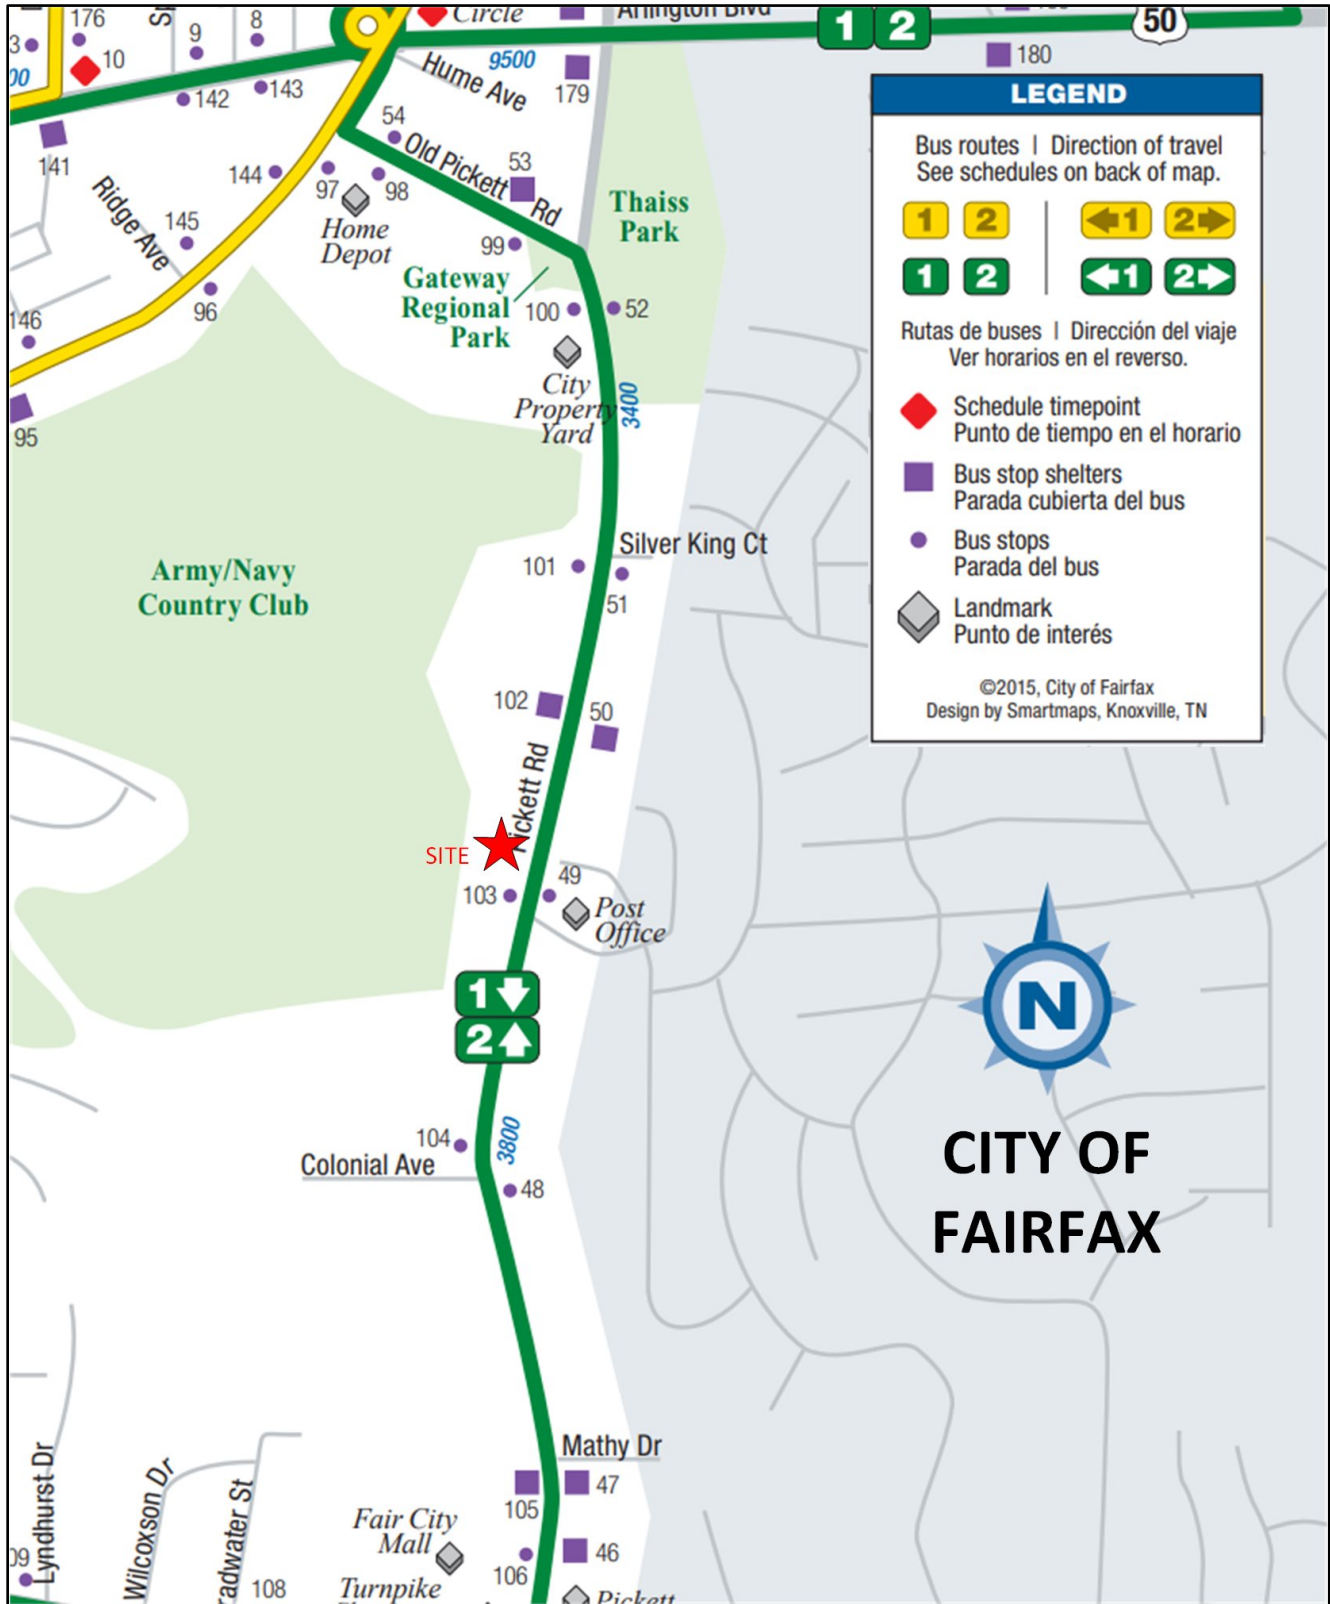 176
8
9
3
10
00
142
143
141
Circle
Arlington Blvd
1 2
50
180
Hume Ave
9500
179
54
Old Pickett Rd
53
144
97
98
Ridge Ave
Home
Depot
145
99
Thaiss
Park
Gateway
Regional
Park
100
52
96
146
City
Property
Yard
3400
95
LEGEND
Bus routes | Direction of travel
See schedules on back of map.
1 2 1 2
1 2 1 2
Rutas de buses | Dirección del viaje
Ver horarios en el reverso.
Schedule timepoint
Punto de tiempo en el horario
Bus stop shelters
Parada cubierta del bus
Bus stops
Parada del bus
Landmark
Punto de interés
©2015, City of Fairfax
Design by Smartmaps, Knoxville, TN
Silver King Ct
101
51
Army/Navy
Country Club
102
50
Pickett Rd
SITE
49
103
Post
Office
1
2
N
CITY OF
FAIRFAX
104
3800
Colonial Ave
48
Mathy Dr
47
105
Fair City
Mall
46
106
Turnpike
Pickett
Lyndhurst Dr
Wilcoxson Dr
radwater St
108
09